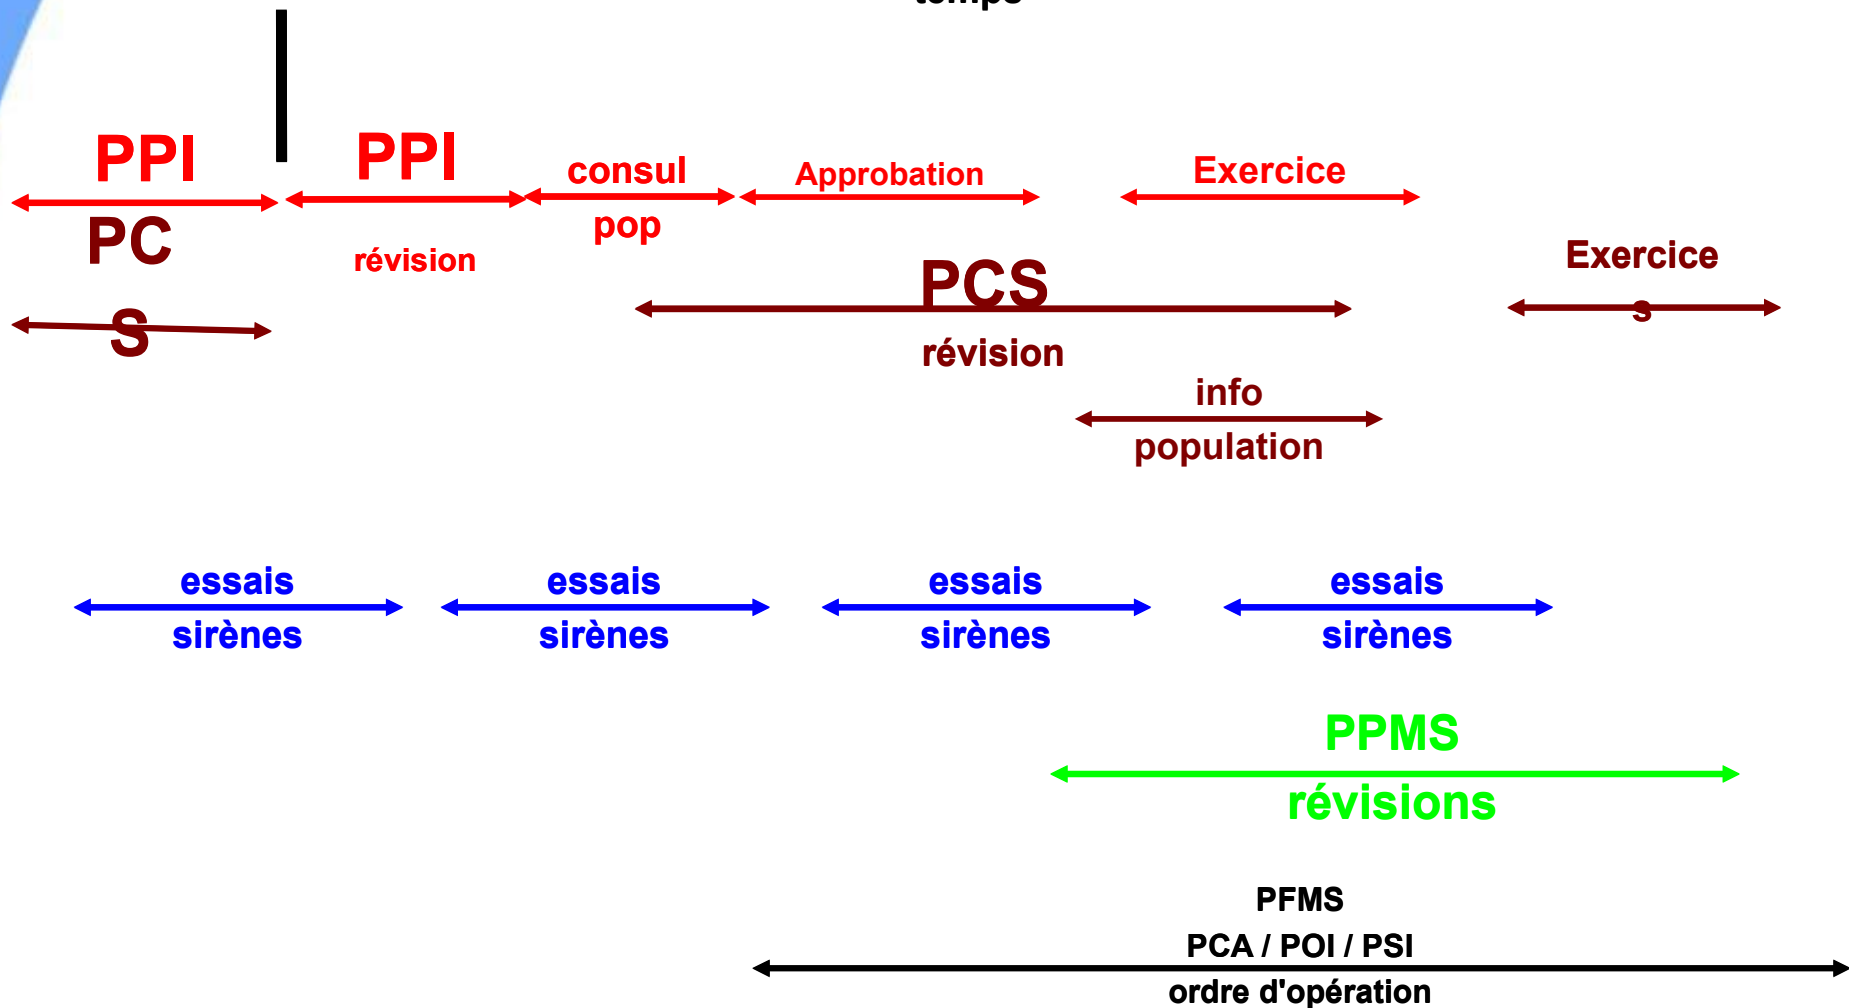 temps
PPI
PPI
consul
pop
Approbation
Exercice
révision
PC
S
PCS
révision
Exercice
s
info
population
essais
sirènes
essais
sirènes
essais
sirènes
essais
sirènes
PPMS
révisions
PFMS
PCA / POI / PSI
ordre d'opération